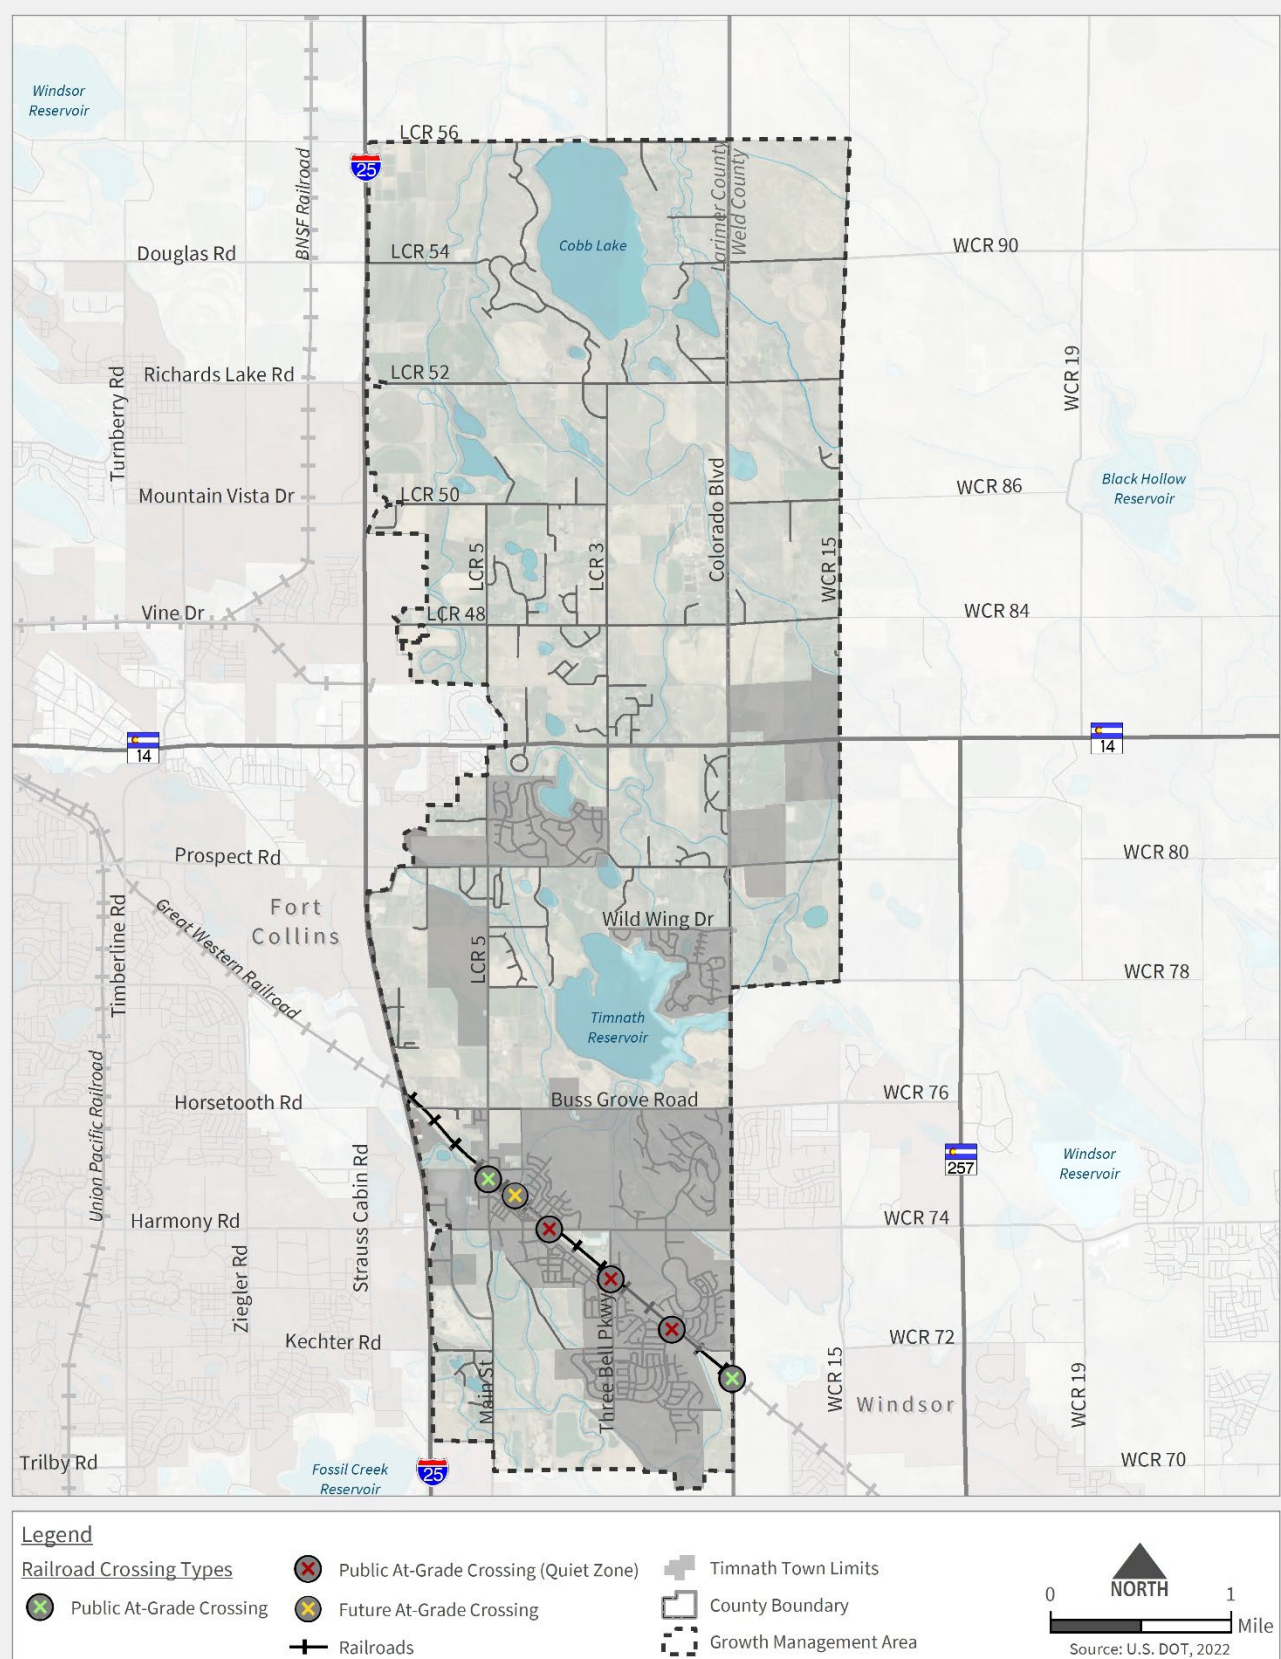 Windsor
Reservoir
LCR 56
25
BNSF Railroad
Larimer County
Weld County
Cobb Lake
Douglas Rd
LCR 54
WCR 90
Richards Lake Rd
LCR 52
Turnberry Rd
WCR 19
Mountain Vista Dr
LCR 50
Colorado Blvd
WCR 86
Black Hollow
Reservoir
LCR 5
LCR 3
WCR 15
Vine Dr
LCR 48
WCR 84
14
14
Prospect Rd
WCR 80
Timberline Rd
Great Western Railroad
Fort
Collins
LCR 5
Wild Wing Dr
WCR 78
Timnath
Reservoir
Union Pacific Railroad
Horsetooth Rd
Buss Grove Road
WCR 76
Strauss Cabin Rd
257
Windsor
Reservoir
Harmony Rd
WCR 74
Ziegler Rd
Kechter Rd
Main St
Three Bell Pkwy
WCR 72
WCR 15
WCR 19
Windsor
Trilby Rd
Fossil Creek
Reservoir
25
WCR 70
Legend
Railroad Crossing Types
Public At-Grade Crossing
Public At-Grade Crossing (Quiet Zone)
Future At-Grade Crossing
Railroads
Timnath Town Limits
County Boundary
Growth Management Area
NORTH
0 1
Mile
Source: U.S. DOT, 2022